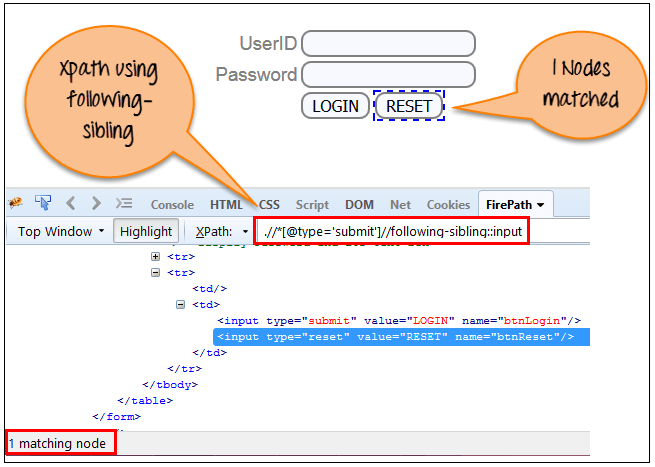 UserID
Password
LOGIN RESET
Xpath using
following-
sibling
1 Nodes
matched
Console HTML CSS Script DOM Net Cookies FirePath
Top Window Highlight XPath: .//*[@type='submit']//following-sibling::input
<tr>
<tr>
<td/>
<td>
<input type="submit" value="LOGIN" name="btnLogin"/>
<input type="reset" value="RESET" name="btnReset"/>
</td>
</tr>
</tbody>
</table>
</form>
1 matching node